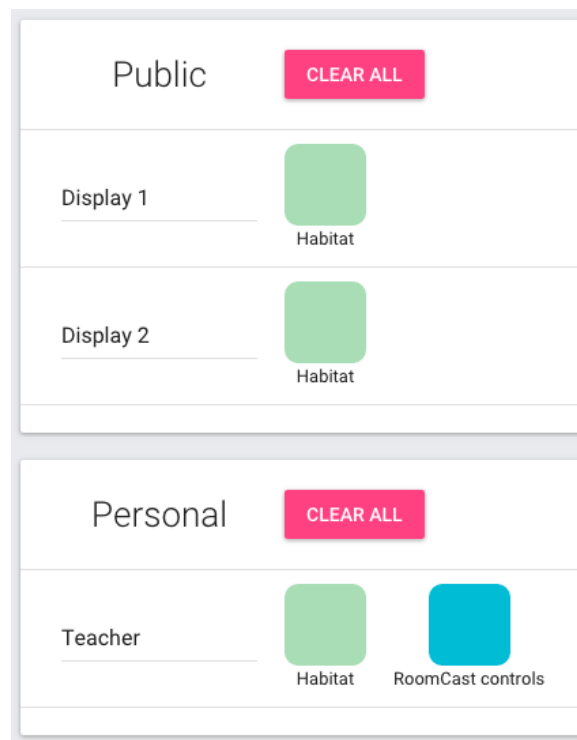 Public
CLEAR ALL
Display 1
Habitat
Display 2
Habitat
Personal
CLEAR ALL
Teacher
Habitat
RoomCast controls